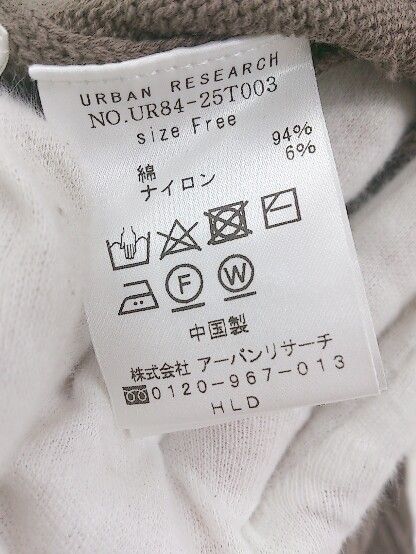 URBAN RESEARCH
NO.UR84-25T003
size Free
綿 94%
ナイロン 6%
F W
中国製
株式会社 アーバンリサーチ
0120-967-013
HLD